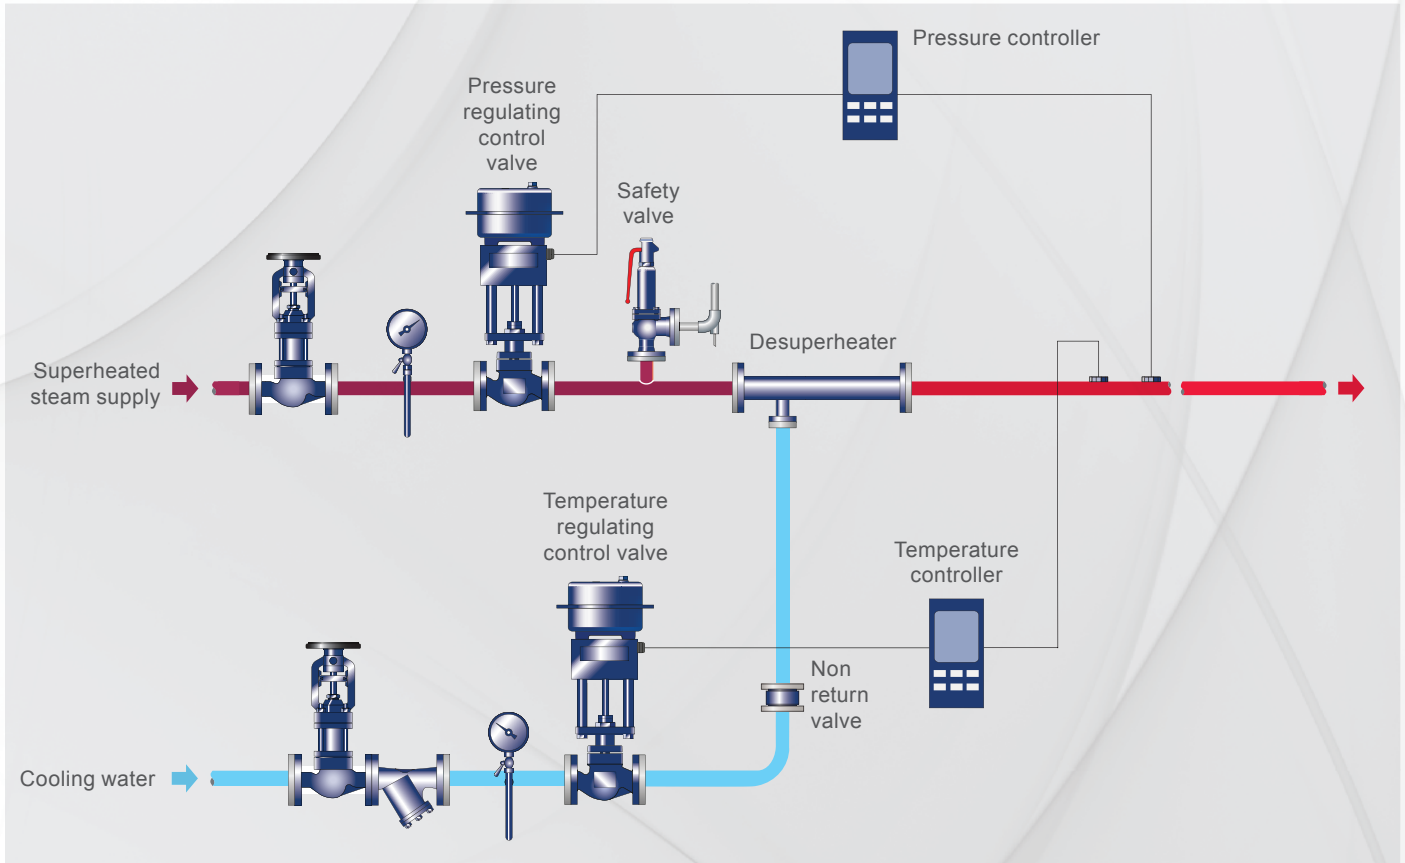 Pressure controller
Pressure
regulating
control
valve
Safety
valve
Desuperheater
Superheated
steam supply
Temperature
regulating
control valve
Temperature
controller
Non
return
valve
Cooling water